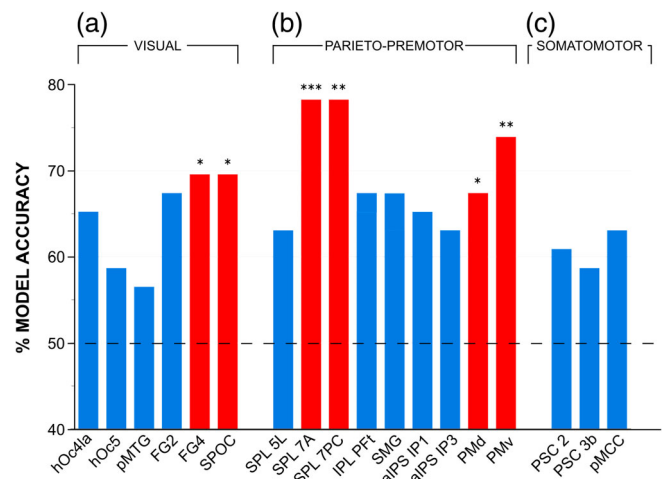 (a) (b) (c)
VISUAL PARIETO-PREMOTOR SOMATOMOTOR
% MODEL ACCURACY
80
70
60
50
40
* * *** ** * **
hOc4la hOc5 pMTG FG2 FG4 SPOC SPL 5L SPL 7A SPL 7PC IPL PFt SMG aIPS IP1 aIPS IP3 PMd PMv PSC 2 PSC 3b pMCC